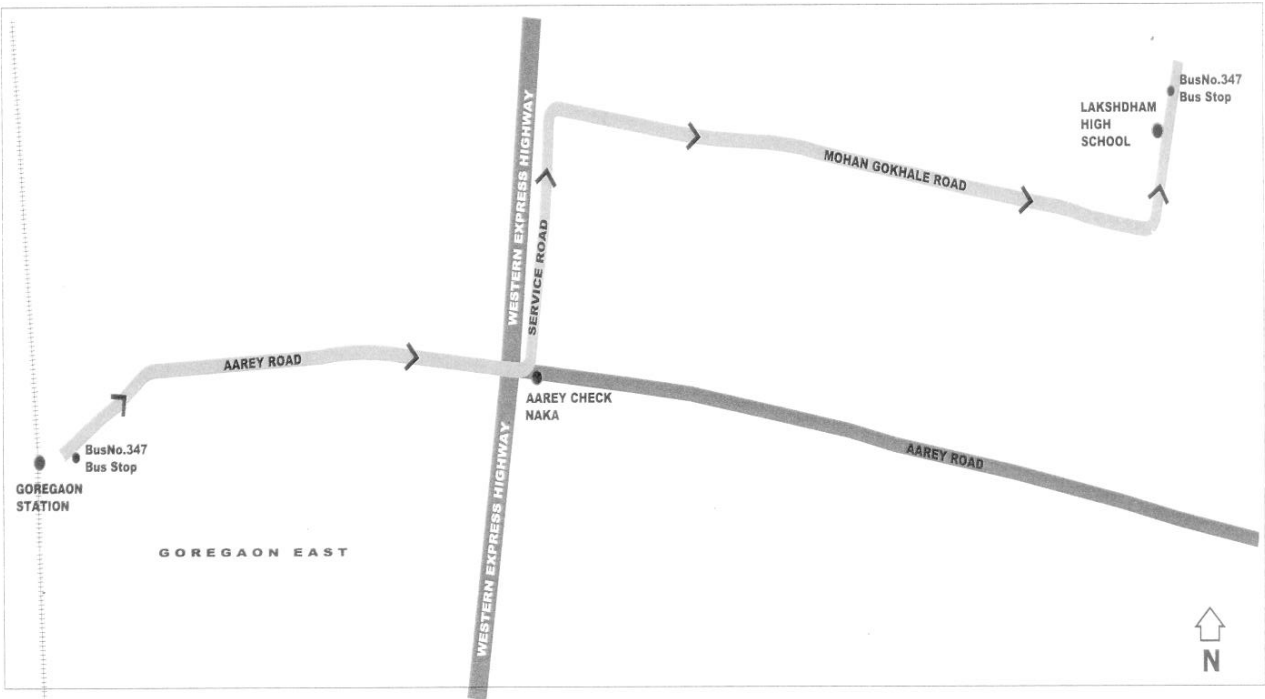 BusNo.347
Bus Stop
LAKSHDHAM
HIGH
SCHOOL
WESTERN EXPRESS HIGHWAY
MOHAN GOKHALE ROAD
SERVICE ROAD
AAREY ROAD
AAREY CHECK
NAKA
BusNo.347
Bus Stop
GOREGAON
STATION
WESTERN EXPRESS HIGHWAY
AAREY ROAD
GOREGAON EAST
N